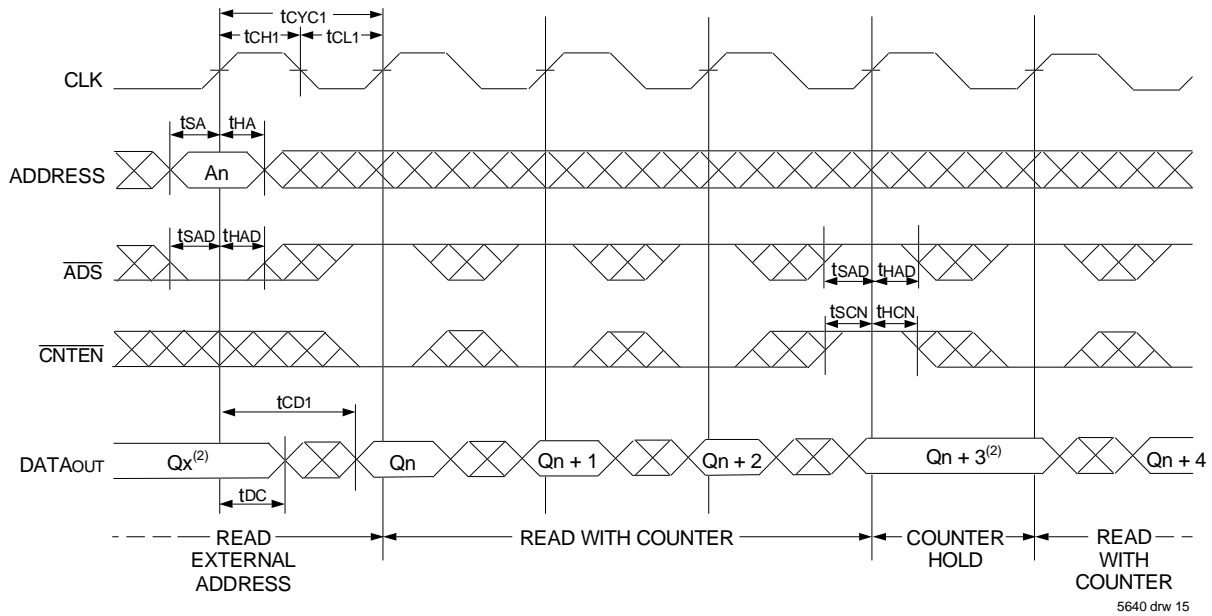 tCYC1
tCH1 tCL1
CLK
tSA tHA
ADDRESS An
tSAD tHAD
ADS
tSAD tHAD
tSCN tHCN
CNTEN
tCD1
DATAOUT Qx(2) Qn Qn + 1 Qn + 2 Qn + 3(2) Qn + 4
tDC
READ EXTERNAL ADDRESS
READ WITH COUNTER
COUNTER HOLD
READ WITH COUNTER
5640 drw 15